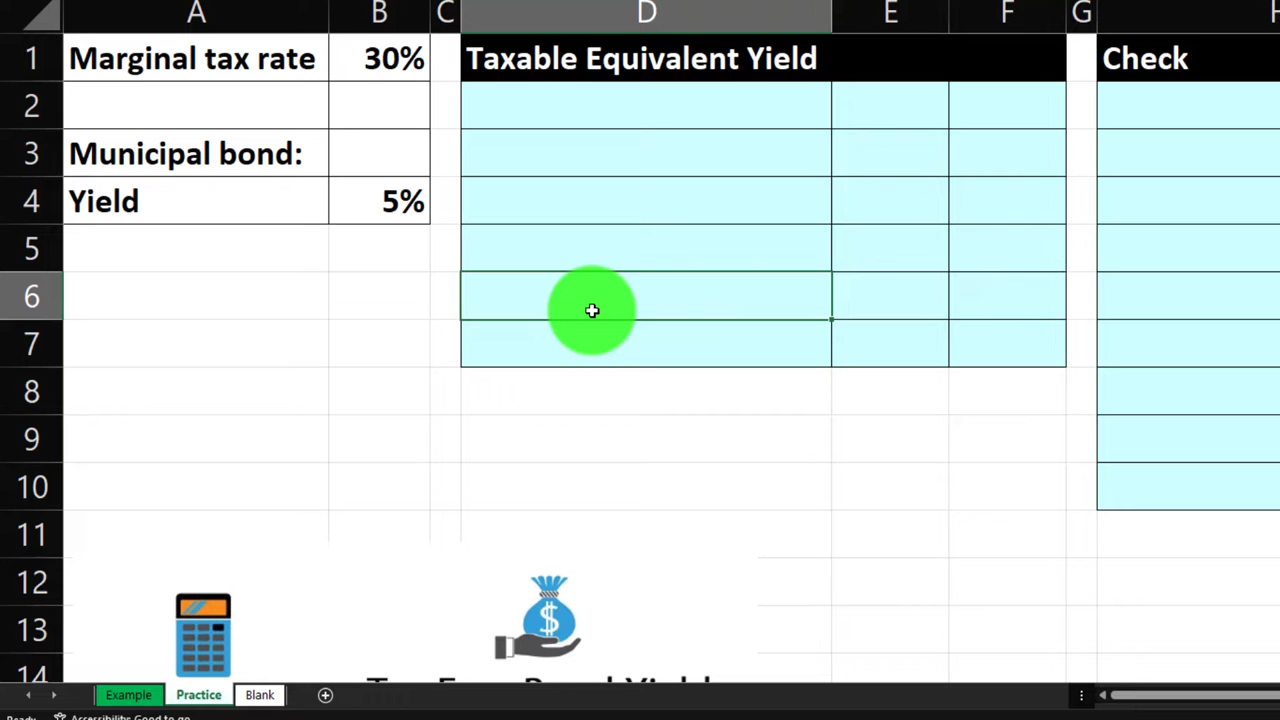 A B C D E F G
1 Marginal tax rate 30% Taxable Equivalent Yield Check
2
3 Municipal bond:
4 Yield 5%
5
6
7
8
9
10
11
12
13
14
Example Practice Blank